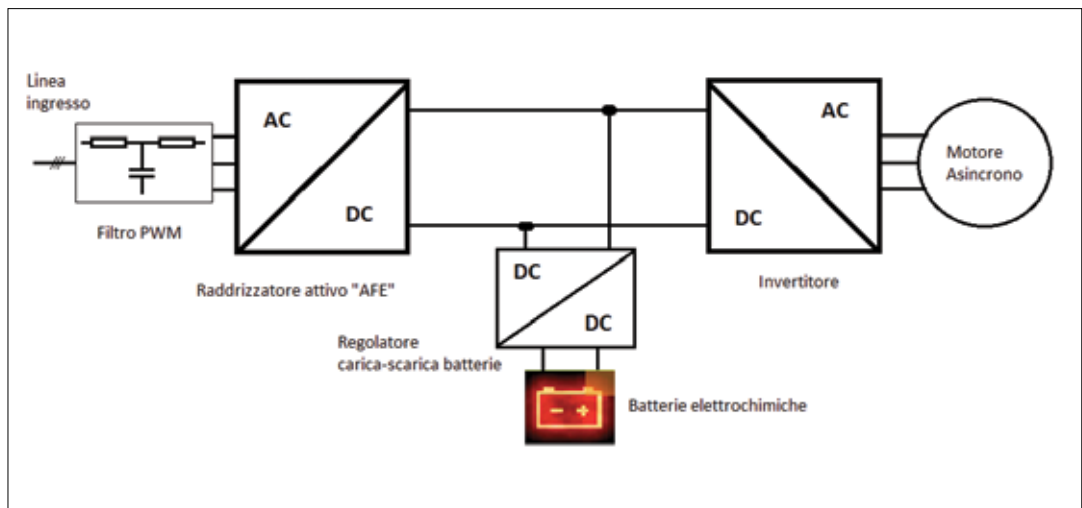 Linea
ingresso
Filtro PWM
AC
DC
Raddrizzatore attivo "AFE"
DC
DC
Regolatore
carica-scarica batterie
- +
Batterie elettrochimiche
AC
DC
Invertitore
Motore
Asincrono